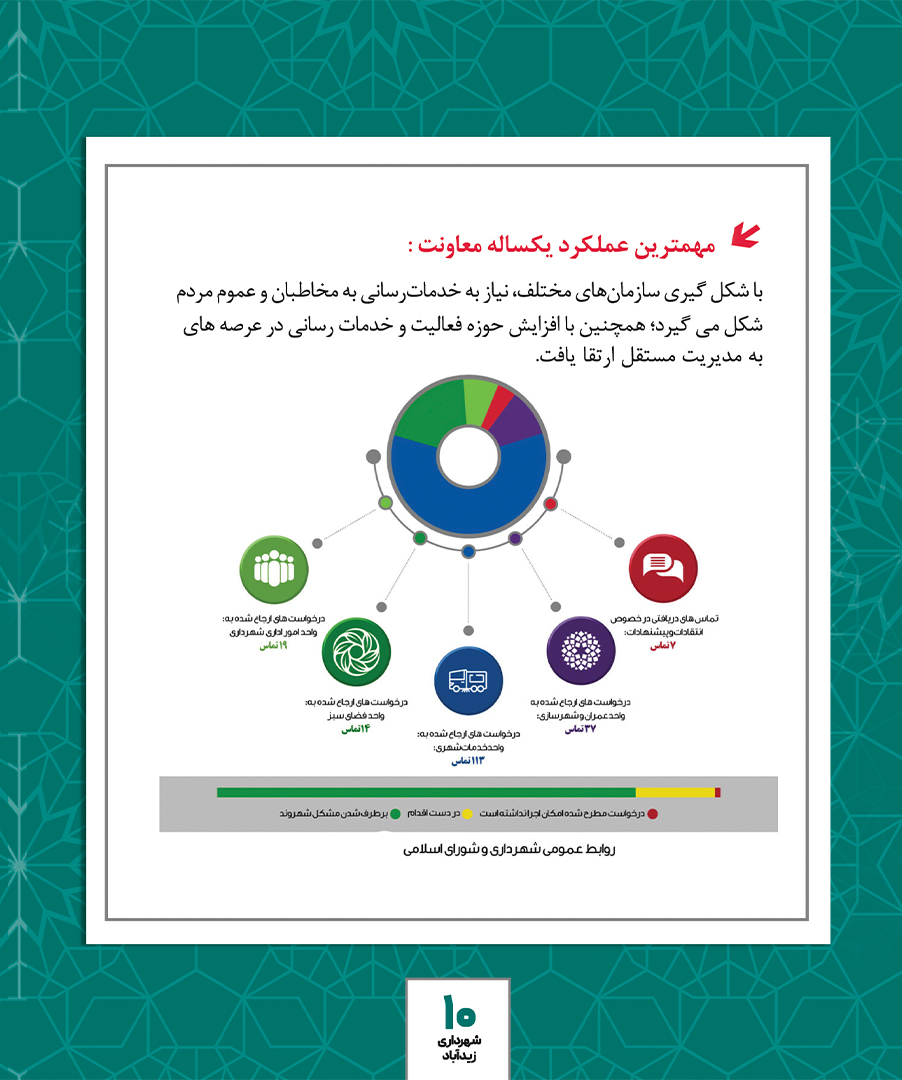 مهمترین عملکرد یکساله معاونت :
با شکل گیری سازمان‌های مختلف، نیاز به خدمات‌رسانی به مخاطبان و عموم مردم
شکل می گیرد؛ همچنین با افزایش حوزه فعالیت و خدمات رسانی در عرصه های
به مدیریت مستقل ارتقا یافت.
تماس های دریافتی در خصوص
انتقادات و پیشنهادات:
۷ تماس
درخواست های ارجاع شده به
واحد عمران و شهرسازی:
۳۷ تماس
درخواست های ارجاع شده به:
واحد خدمات شهری:
۱۱۳ تماس
درخواست های ارجاع شده به:
واحد فضای سبز
۱۴ تماس
درخواست های ارجاع شده به:
واحد امور اداری شهرداری
۱۹ تماس
درخواست مطرح شده امکان اجرا نداشته است
در دست اقدام
برطرف شدن مشکل شهروند
روابط عمومی شهرداری و شورای اسلامی
۱۰
شهرداری
زیدآباد